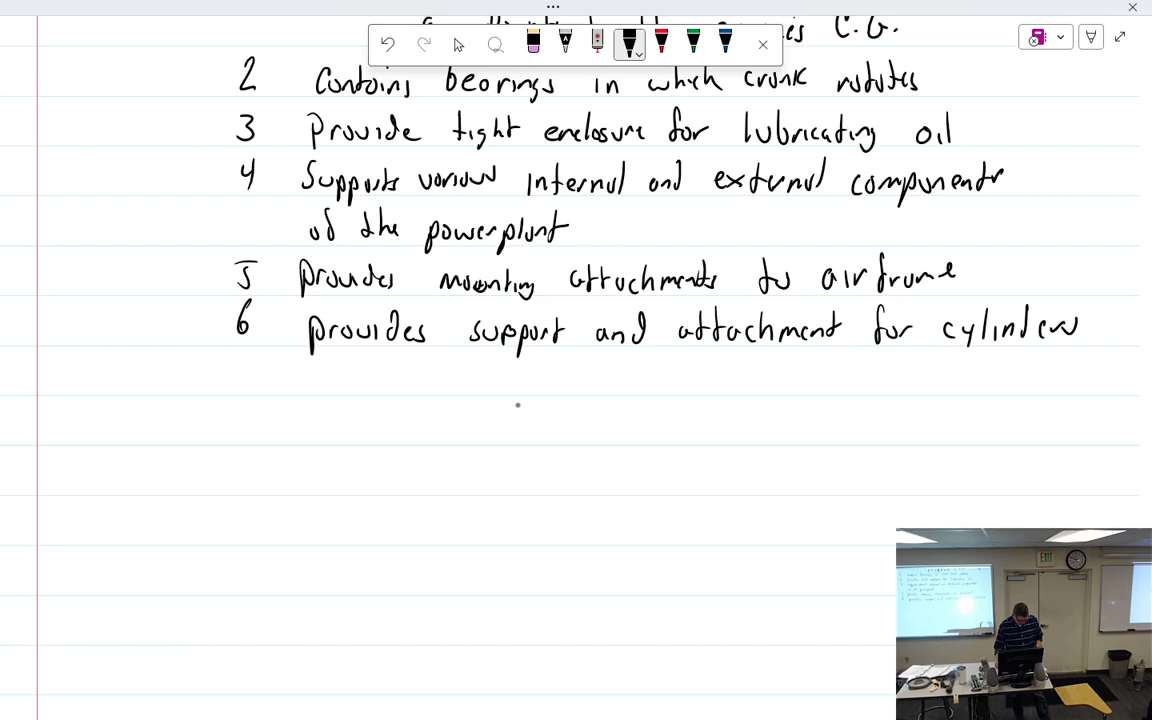 C.G.
2 Contains bearings in which crank rotates
3 Provide tight enclosure for lubricating oil
4 Supports various internal and external components
of the powerplant
5 provides mounting attachments to airframe
6 provides support and attachment for cylinders
EXIT